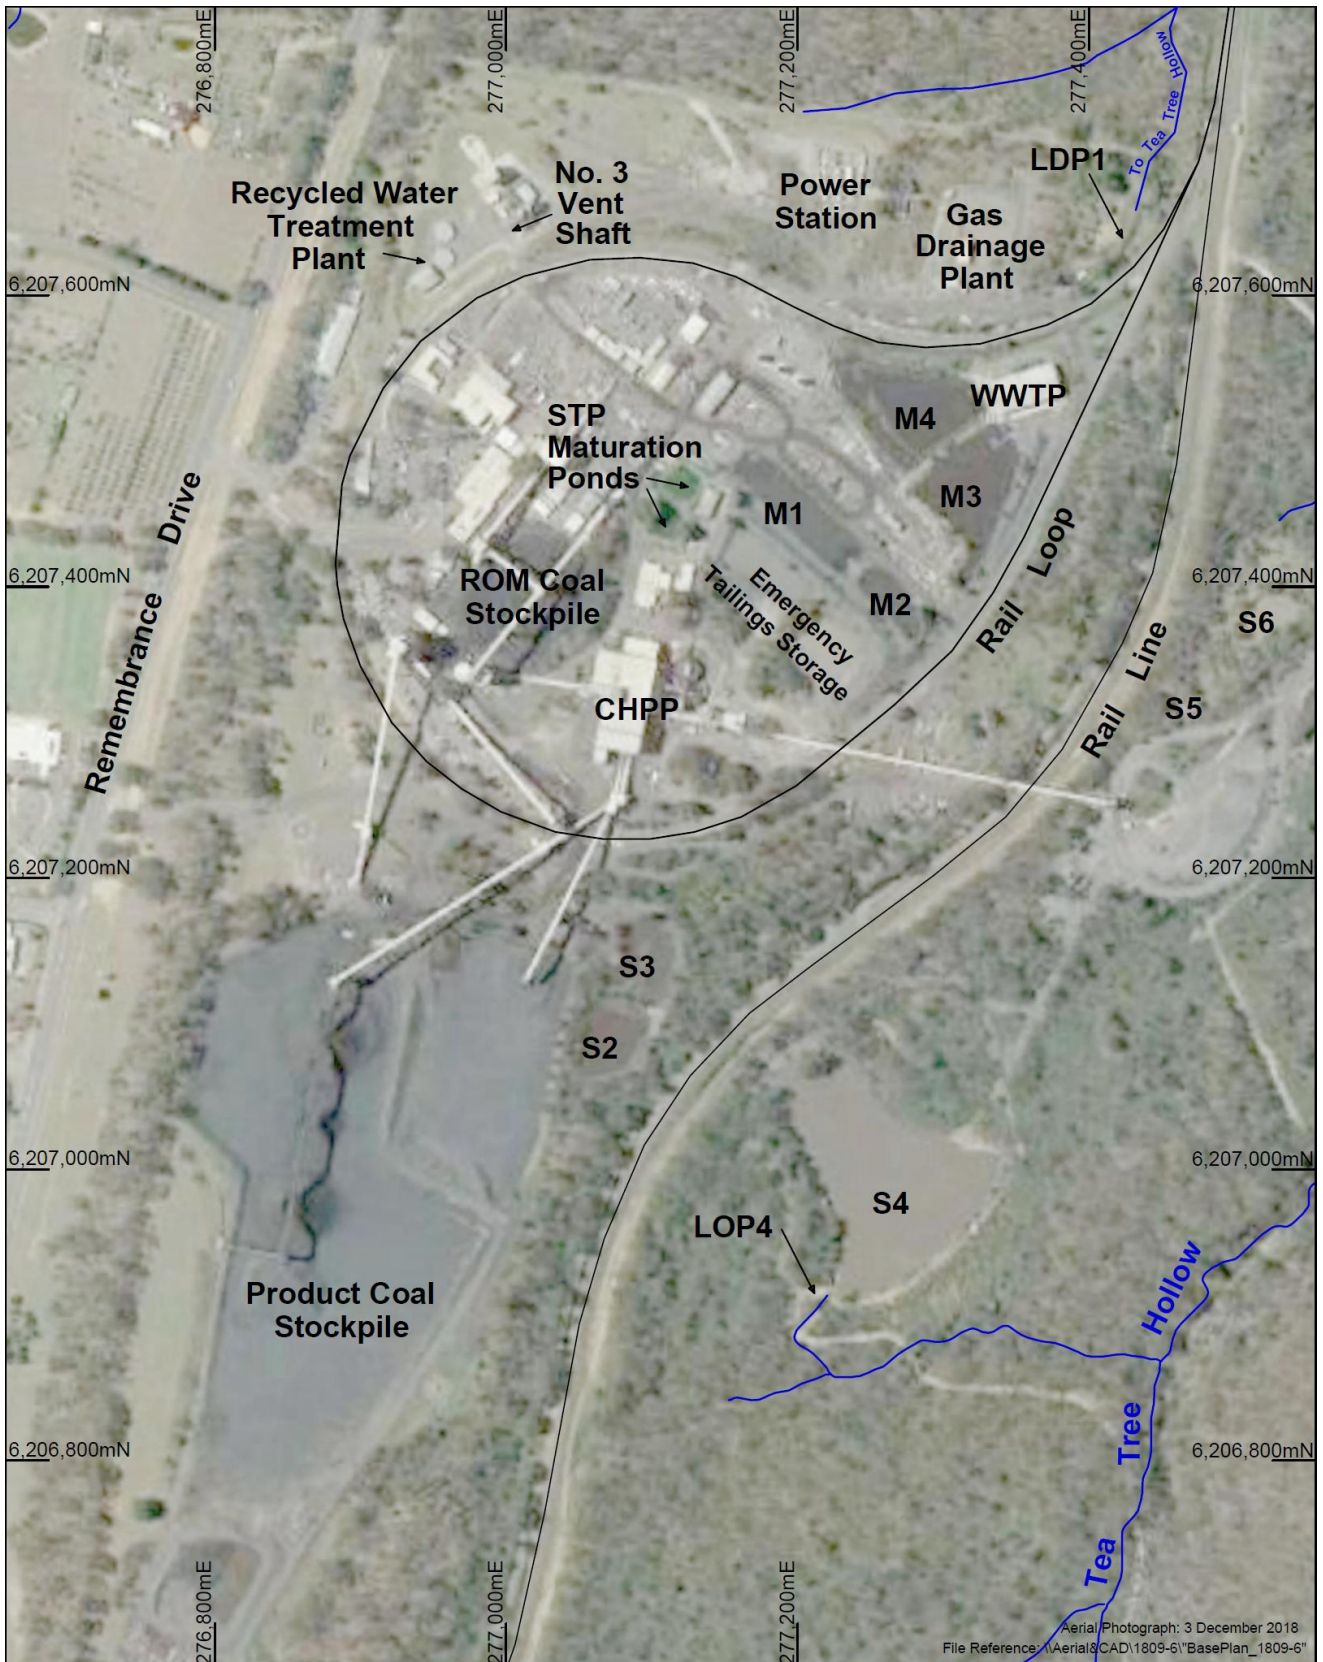 276,800mE
277,000mE
277,200mE
277,400mE
To Tea Tree Hollow
LDP1
No. 3
Vent
Shaft
Recycled Water
Treatment
Plant
Power
Station
Gas
Drainage
Plant
6,207,600mN
6,207,600mN
WWTP
M4
STP
Maturation
Ponds
M3
M1
Remembrance Drive
Rail Loop
ROM Coal
Stockpile
Emergency
Tailings Storage
M2
6,207,400mN
6,207,400mN
S6
Rail Line
S5
CHPP
6,207,200mN
6,207,200mN
S3
S2
6,207,000mN
6,207,000mN
S4
LOP4
Product Coal
Stockpile
Tea Tree Hollow
6,206,800mN
6,206,800mN
276,800mE
277,000mE
277,200mE
Aerial Photograph: 3 December 2018
File Reference: \\Aerial&CAD\1809-6\"BasePlan_1809-6"